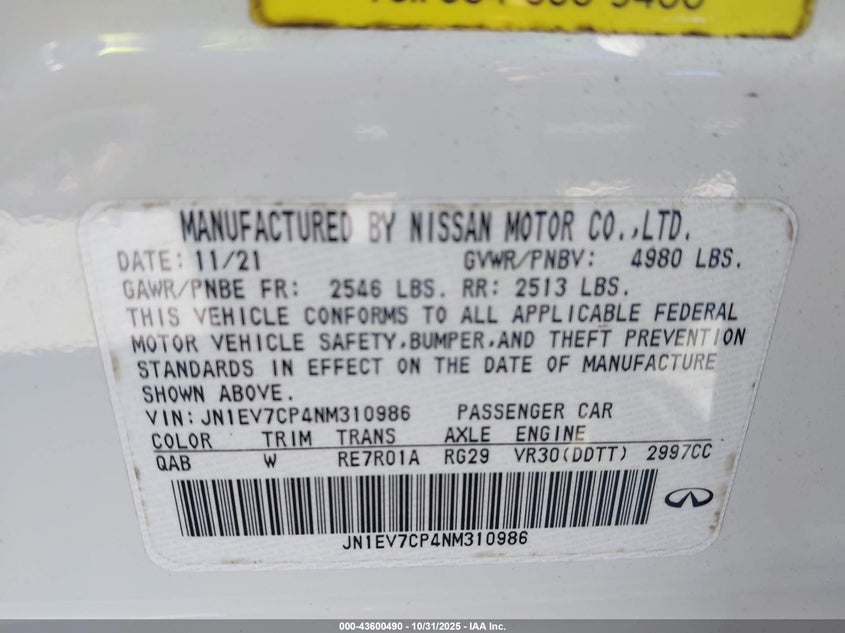 MANUFACTURED BY NISSAN MOTOR CO.,LTD.
DATE: 11/21 GVWR/PNBV: 4980 LBS.
GAWR/PNBE FR: 2546 LBS. RR: 2513 LBS.
THIS VEHICLE CONFORMS TO ALL APPLICABLE FEDERAL
MOTOR VEHICLE SAFETY,BUMPER,AND THEFT PREVENTION
STANDARDS IN EFFECT ON THE DATE OF MANUFACTURE
SHOWN ABOVE.
VIN: JN1EV7CP4NM310986 PASSENGER CAR
COLOR TRIM TRANS AXLE ENGINE
QAB W RE7R01A RG29 VR30(DDTT) 2997CC
JN1EV7CP4NM310986
000-43600490 - 10/31/2025 - IAA Inc.